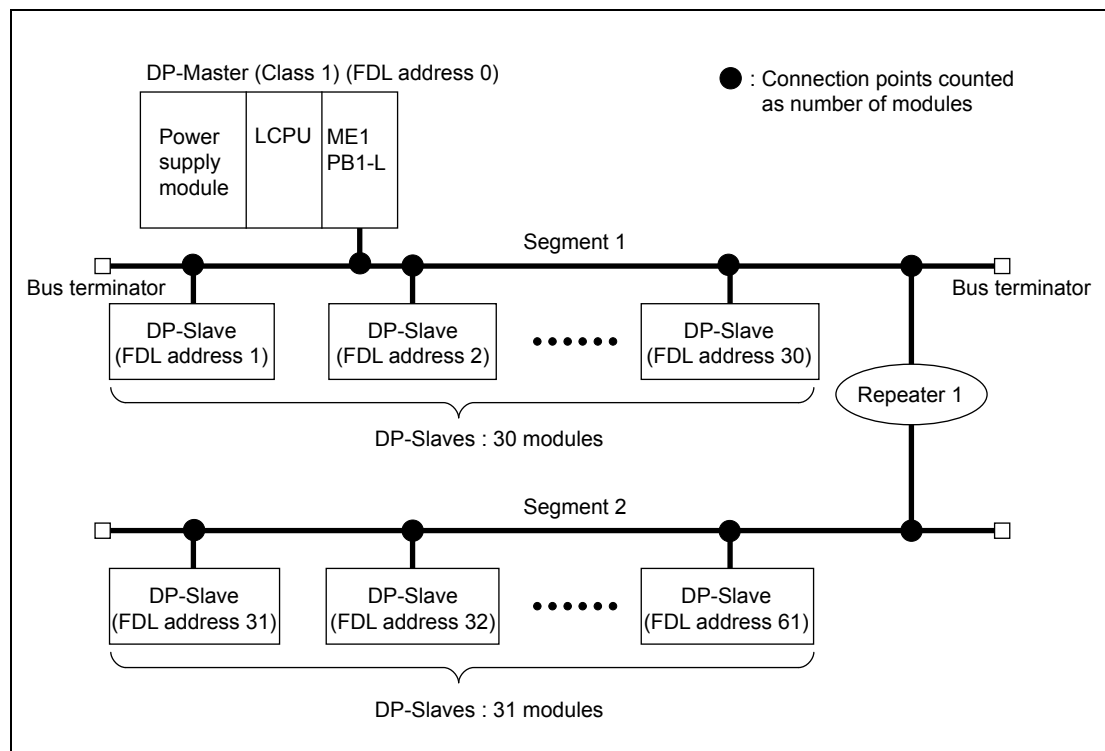 DP-Master (Class 1) (FDL address 0)
: Connection points counted
as number of modules
Power
supply
module
LCPU
ME1
PB1-L
Segment 1
Bus terminator
Bus terminator
DP-Slave
(FDL address 1)
DP-Slave
(FDL address 2)
DP-Slave
(FDL address 30)
Repeater 1
DP-Slaves : 30 modules
Segment 2
DP-Slave
(FDL address 31)
DP-Slave
(FDL address 32)
DP-Slave
(FDL address 61)
DP-Slaves : 31 modules